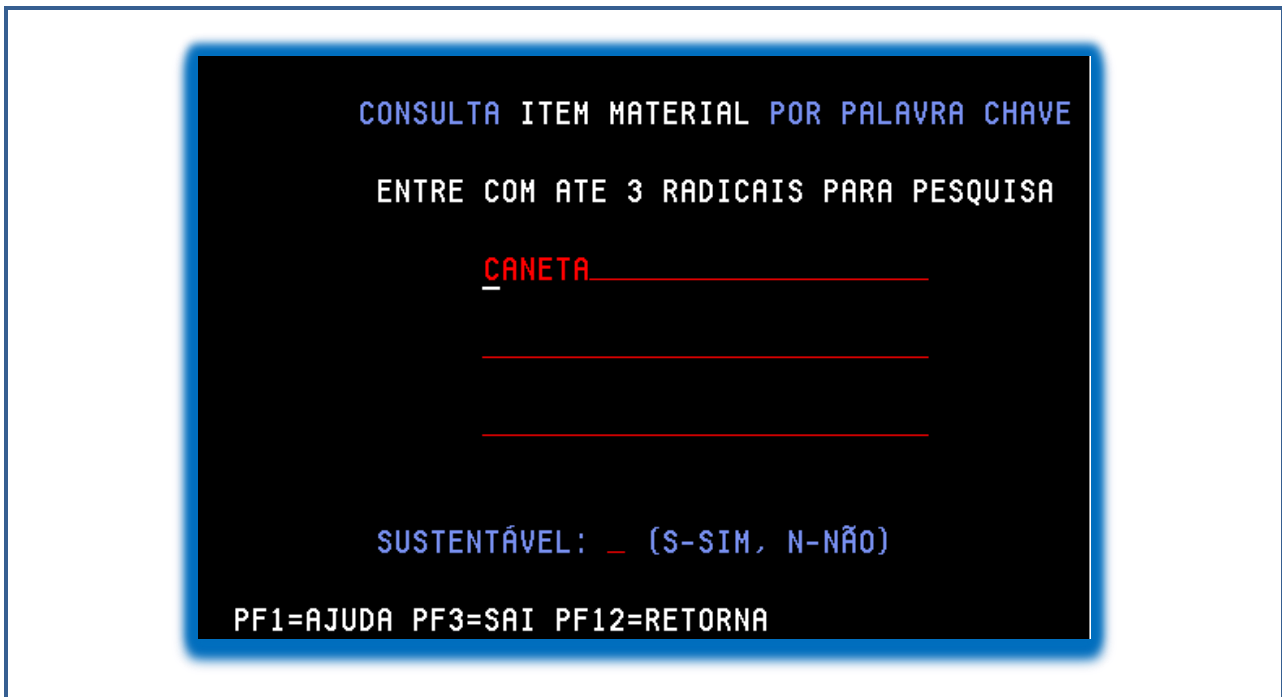 CONSULTA ITEM MATERIAL POR PALAVRA CHAVE
ENTRE COM ATE 3 RADICAIS PARA PESQUISA
CANETA
SUSTENTÁVEL: _ (S-SIM, N-NÃO)
PF1=AJUDA PF3=SAI PF12=RETORNA